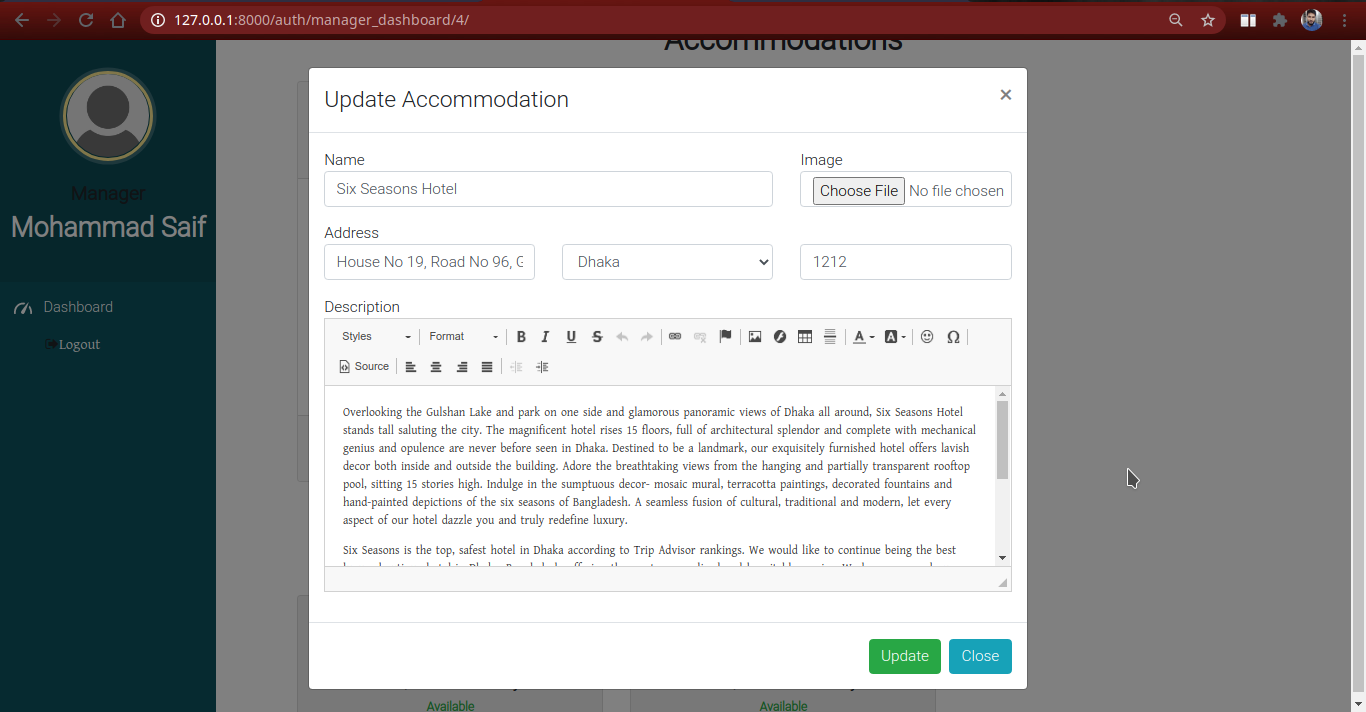 127.0.0.1:8000/auth/manager_dashboard/4/
Accommodations
Manager
Mohammad Saif
Dashboard
Logout
Update Accommodation
×
Name
Image
Six Seasons Hotel
Choose File No file chosen
Address
House No 19, Road No 96, G
Dhaka
1212
Description
Styles
Format
B I U S
A A
Ω
Source
Overlooking the Gulshan Lake and park on one side and glamorous panoramic views of Dhaka all around, Six Seasons Hotel
stands tall saluting the city. The magnificent hotel rises 15 floors, full of architectural splendor and complete with mechanical
genius and opulence are never before seen in Dhaka. Destined to be a landmark, our exquisitely furnished hotel offers lavish
decor both inside and outside the building. Adore the breathtaking views from the hanging and partially transparent rooftop
pool, sitting 15 stories high. Indulge in the sumptuous decor- mosaic mural, terracotta paintings, decorated fountains and
hand-painted depictions of the six seasons of Bangladesh. A seamless fusion of cultural, traditional and modern, let every
aspect of our hotel dazzle you and truly redefine luxury.
Six Seasons is the top, safest hotel in Dhaka according to Trip Advisor rankings. We would like to continue being the best
Update
Close
Available
Available